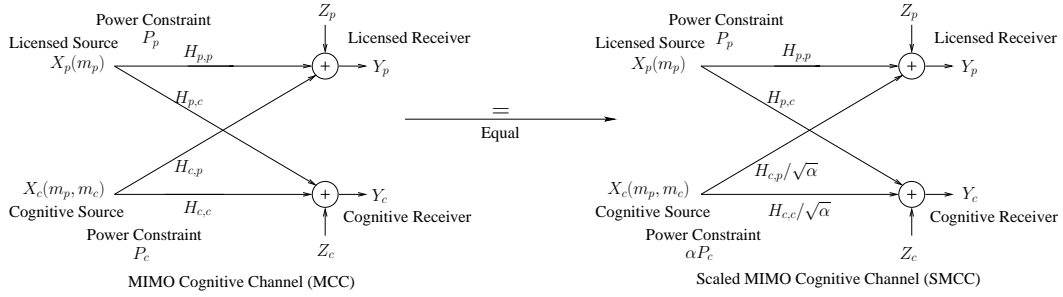 Power Constraint
P_p
Licensed Source
X_p(m_p)
H_{p,p}
Z_p
+
Licensed Receiver
Y_p
H_{p,c}
H_{c,p}
X_c(m_p, m_c)
Cognitive Source
H_{c,c}
+
Y_c
Cognitive Receiver
Power Constraint
P_c
Z_c
MIMO Cognitive Channel (MCC)
=
Equal
Power Constraint
P_p
Licensed Source
X_p(m_p)
H_{p,p}
Z_p
+
Licensed Receiver
Y_p
H_{p,c}
H_{c,p}/√α
X_c(m_p, m_c)
Cognitive Source
H_{c,c}/√α
+
Y_c
Cognitive Receiver
Power Constraint
αP_c
Z_c
Scaled MIMO Cognitive Channel (SMCC)